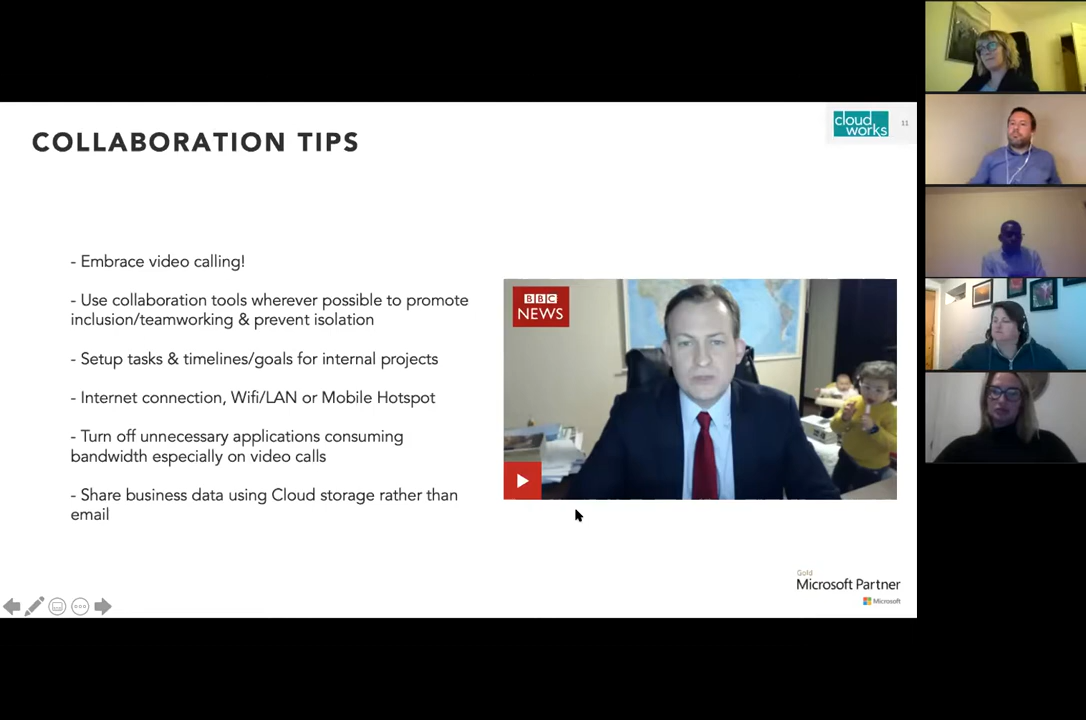 COLLABORATION TIPS
cloud
works
11
- Embrace video calling!
- Use collaboration tools wherever possible to promote
inclusion/teamworking & prevent isolation
- Setup tasks & timelines/goals for internal projects
- Internet connection, Wifi/LAN or Mobile Hotspot
- Turn off unnecessary applications consuming
bandwidth especially on video calls
- Share business data using Cloud storage rather than
email
BBC
NEWS
Gold
Microsoft Partner
Microsoft